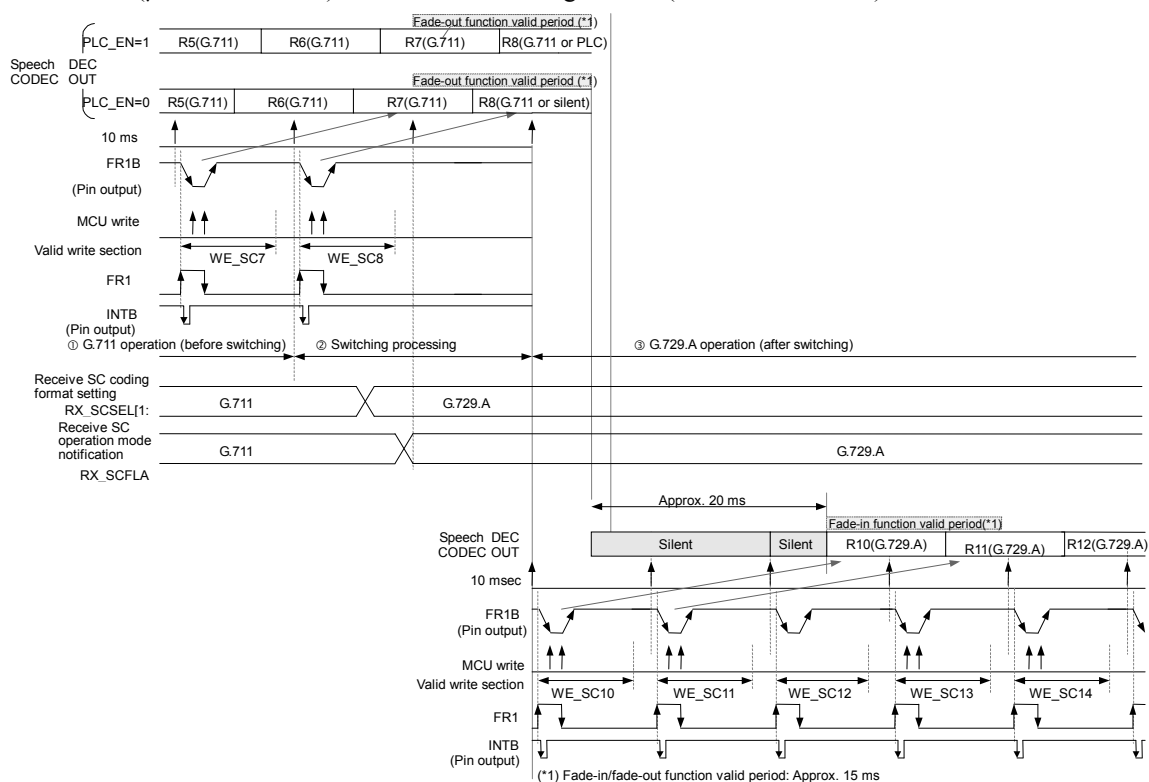 Fade-out function valid period (*1)
PLC_EN=1 R5(G.711) R6(G.711) R7(G.711) R8(G.711 or PLC)
Speech DEC
CODEC OUT
Fade-out function valid period (*1)
PLC_EN=0 R5(G.711) R6(G.711) R7(G.711) R8(G.711 or silent)
10 ms
FR1B
(Pin output)
MCU write
Valid write section
WE_SC7 WE_SC8
FR1
INTB
(Pin output)
① G.711 operation (before switching) ② Switching processing ③ G.729.A operation (after switching)
Receive SC coding
format setting
RX_SCSEL[1:
G.711 G.729.A
Receive SC
operation mode
notification
G.711 G.729.A
RX_SCFLA
Approx. 20 ms
Fade-in function valid period(*1)
Speech DEC
CODEC OUT
Silent Silent R10(G.729.A) R11(G.729.A) R12(G.729.A)
10 msec
FR1B
(Pin output)
MCU write
Valid write section
WE_SC10 WE_SC11 WE_SC12 WE_SC13 WE_SC14
FR1
INTB
(Pin output)
(*1) Fade-in/fade-out function valid period: Approx. 15 ms